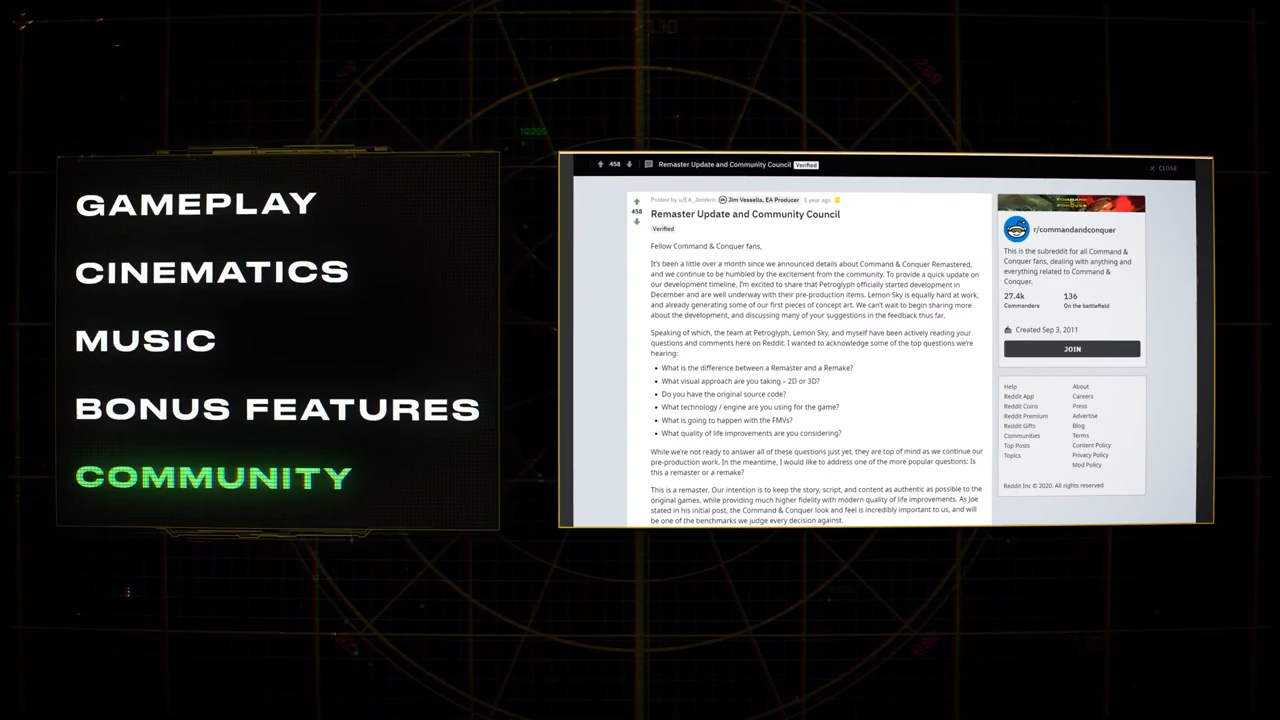 GAMEPLAY
CINEMATICS
MUSIC
BONUS FEATURES
COMMUNITY
458 Remaster Update and Community Council Verified
CLOSE
458
Posted by u/EA_Jimtern Jim Vessella, EA Producer 1 year ago
Remaster Update and Community Council
Verified
Fellow Command & Conquer fans,
It's been a little over a month since we announced details about Command & Conquer Remastered,
and we continue to be humbled by the excitement from the community. To provide a quick update on
our development timeline, I'm excited to share that Petroglyph officially started development in
December and are well underway with their pre-production items. Lemon Sky is equally hard at work,
and already generating some of our first pieces of concept art. We can't wait to begin sharing more
about the development, and discussing many of your suggestions in the feedback thus far.
Speaking of which, the team at Petroglyph, Lemon Sky, and myself have been actively reading your
questions and comments here on Reddit. I wanted to acknowledge some of the top questions we're
hearing:
• What is the difference between a Remaster and a Remake?
• What visual approach are you taking – 2D or 3D?
• Do you have the original source code?
• What technology / engine are you using for the game?
• What is going to happen with the FMVs?
• What quality of life improvements are you considering?
While we're not ready to answer all of these questions just yet, they are top of mind as we continue our
pre-production work. In the meantime, I would like to address one of the more popular questions: Is
this a remaster or a remake?
This is a remaster. Our intention is to keep the story, script, and content as authentic as possible to the
original games, while providing much higher fidelity with modern quality of life improvements. As Joe
stated in his initial post, the Command & Conquer look and feel is incredibly important to us, and will
be one of the benchmarks we judge every decision against.
r/commandandconquer
This is the subreddit for all Command &
Conquer fans, dealing with anything and
everything related to Command &
Conquer.
27.4k 136
Commanders On the battlefield
Created Sep 3, 2011
JOIN
Help About
Reddit App Careers
Reddit Coins Press
Reddit Premium Advertise
Reddit Gifts Blog
Communities Terms
Top Posts Content Policy
Topics Privacy Policy
Mod Policy
Reddit Inc © 2020. All rights reserved